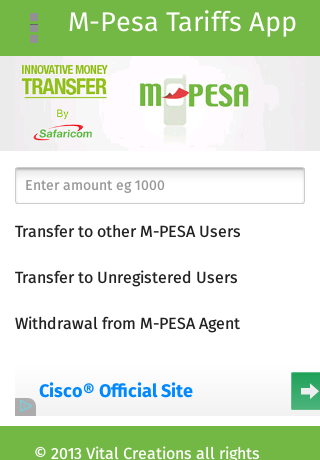 M-Pesa Tariffs App
INNOVATIVE MONEY
TRANSFER
By
Safaricom
M-PESA
Enter amount eg 1000
Transfer to other M-PESA Users
Transfer to Unregistered Users
Withdrawal from M-PESA Agent
Cisco® Official Site
© 2013 Vital Creations all rights